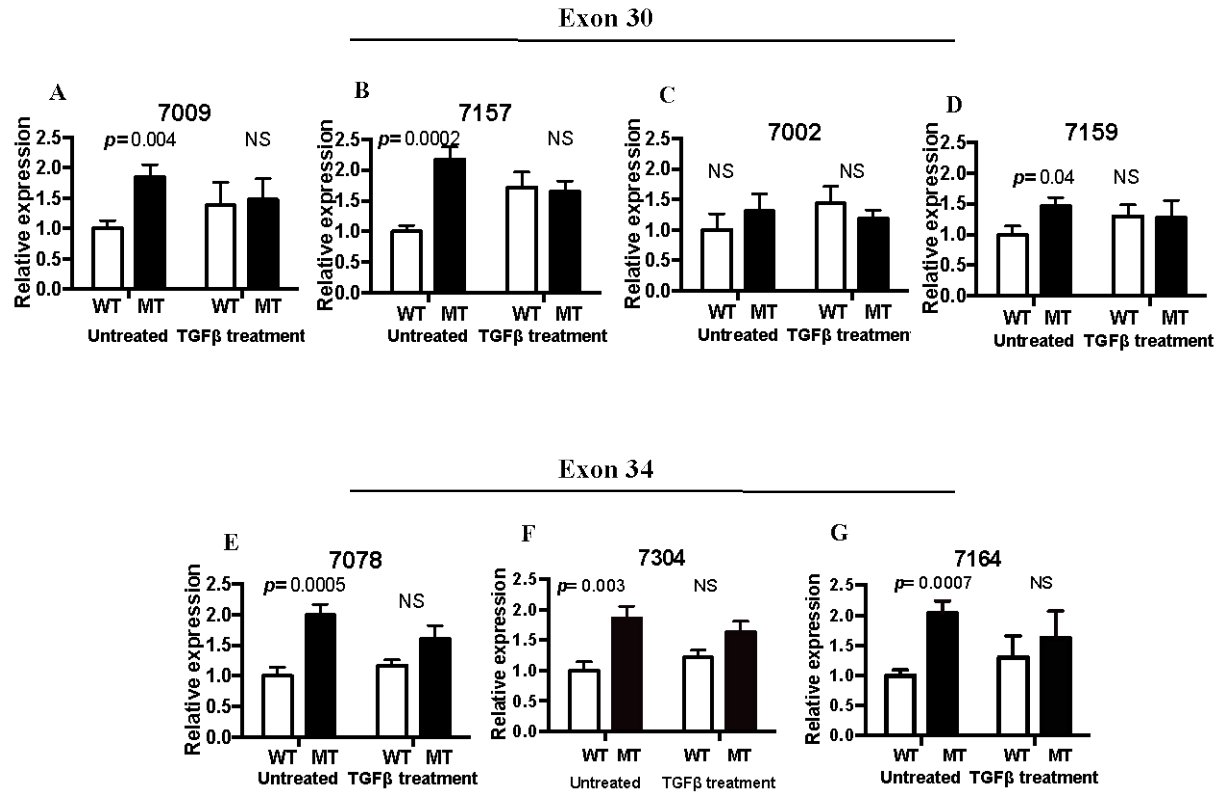 Exon 30
A
7009
p=0.004
NS
Relative expression
2.5
2.0
1.5
1.0
0.5
0.0
WT MT WT MT
Untreated TGFβ treatment
B
7157
p=0.0002
NS
Relative expression
2.5
2.0
1.5
1.0
0.5
0.0
WT MT WT MT
Untreated TGFβ treatment
C
7002
NS
NS
Relative expression
2.5
2.0
1.5
1.0
0.5
0.0
WT MT WT MT
Untreated TGFβ treatment
D
7159
p=0.04
NS
Relative expression
2.5
2.0
1.5
1.0
0.5
0.0
WT MT WT MT
Untreated TGFβ treatment
Exon 34
E
7078
p=0.0005
NS
Relative expression
2.5
2.0
1.5
1.0
0.5
0.0
WT MT WT MT
Untreated TGFβ treatment
F
7304
p=0.003
NS
Relative expression
2.5
2.0
1.5
1.0
0.5
0.0
WT MT WT MT
Untreated TGFβ treatment
G
7164
p=0.0007
NS
Relative expression
2.5
2.0
1.5
1.0
0.5
0.0
WT MT WT MT
Untreated TGFβ treatment